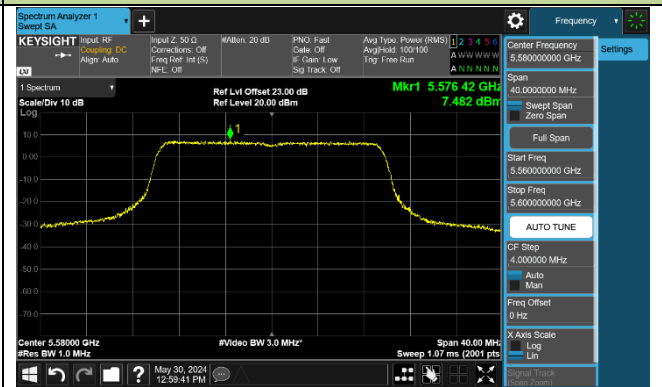 Spectrum Analyzer 1
Swept SA
+
Frequency
KEYSIGHT
Input: RF
Coupling: DC
Align: Auto
Input Z: 50 Ω
Corrections: Off
Freq Ref: Int (S)
NFE: Off
#Atten: 20 dB
PNO: Fast
Gate: Off
IF Gain: Low
Sig Track: Off
Avg Type: Power (RMS)
Avg|Hold: 100/100
Trig: Free Run
1 2 3 4 5 6
A W W W W W
A N N N N N
LXI
1 Spectrum
Scale/Div 10 dB
Log
Ref Lvl Offset 23.00 dB
Ref Level 20.00 dBm
Mkr1 5.576 42 GHz
7.482 dBm
1
10.0
0.00
-10.0
-20.0
-30.0
-40.0
-50.0
-60.0
-70.0
Center 5.58000 GHz
#Res BW 1.0 MHz
#Video BW 3.0 MHz*
Span 40.00 MHz
Sweep 1.07 ms (2001 pts
May 30, 2024
12:59:41 PM
?
Center Frequency
5.580000000 GHz
Settings
Span
40.0000000 MHz
Swept Span
Zero Span
Full Span
Start Freq
5.560000000 GHz
Stop Freq
5.600000000 GHz
AUTO TUNE
CF Step
4.000000 MHz
Auto
Man
Freq Offset
0 Hz
X Axis Scale
Log
Lin
Signal Track
(Span Zoom)